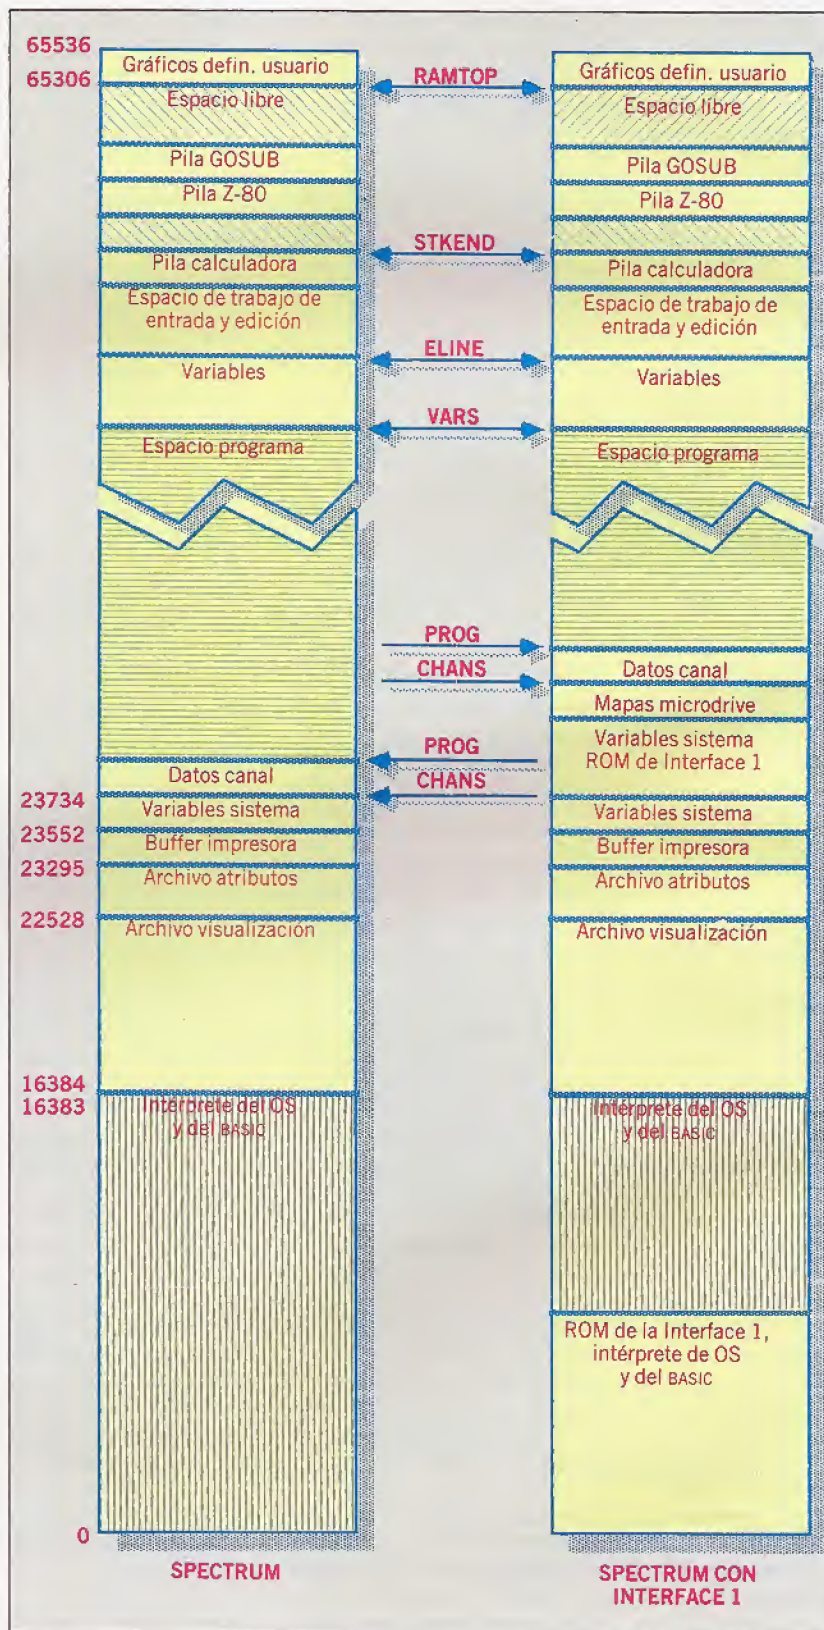 65536
Gráficos defin. usuario
65306
Espacio libre
Pila GOSUB
Pila Z-80
Pila calculadora
Espacio de trabajo de
entrada y edición
Variables
Espacio programa
Datos canal
23734
Variables sistema
23552
Buffer impresora
23295
Archivo atributos
22528
Archivo visualización
16384
16383
Intérprete del OS
y del BASIC
0
SPECTRUM
RAMTOP
STKEND
ELINE
VARS
PROG
CHANS
PROG
CHANS
Gráficos defin. usuario
Espacio libre
Pila GOSUB
Pila Z-80
Pila calculadora
Espacio de trabajo de
entrada y edición
Variables
Espacio programa
Datos canal
Mapas microdrive
Variables sistema
ROM de Interface 1
Variables sistema
Buffer impresora
Archivo atributos
Archivo visualización
Intérprete del OS
y del BASIC
ROM de la Interface 1,
intérprete de OS
y del BASIC
SPECTRUM CON
INTERFACE 1